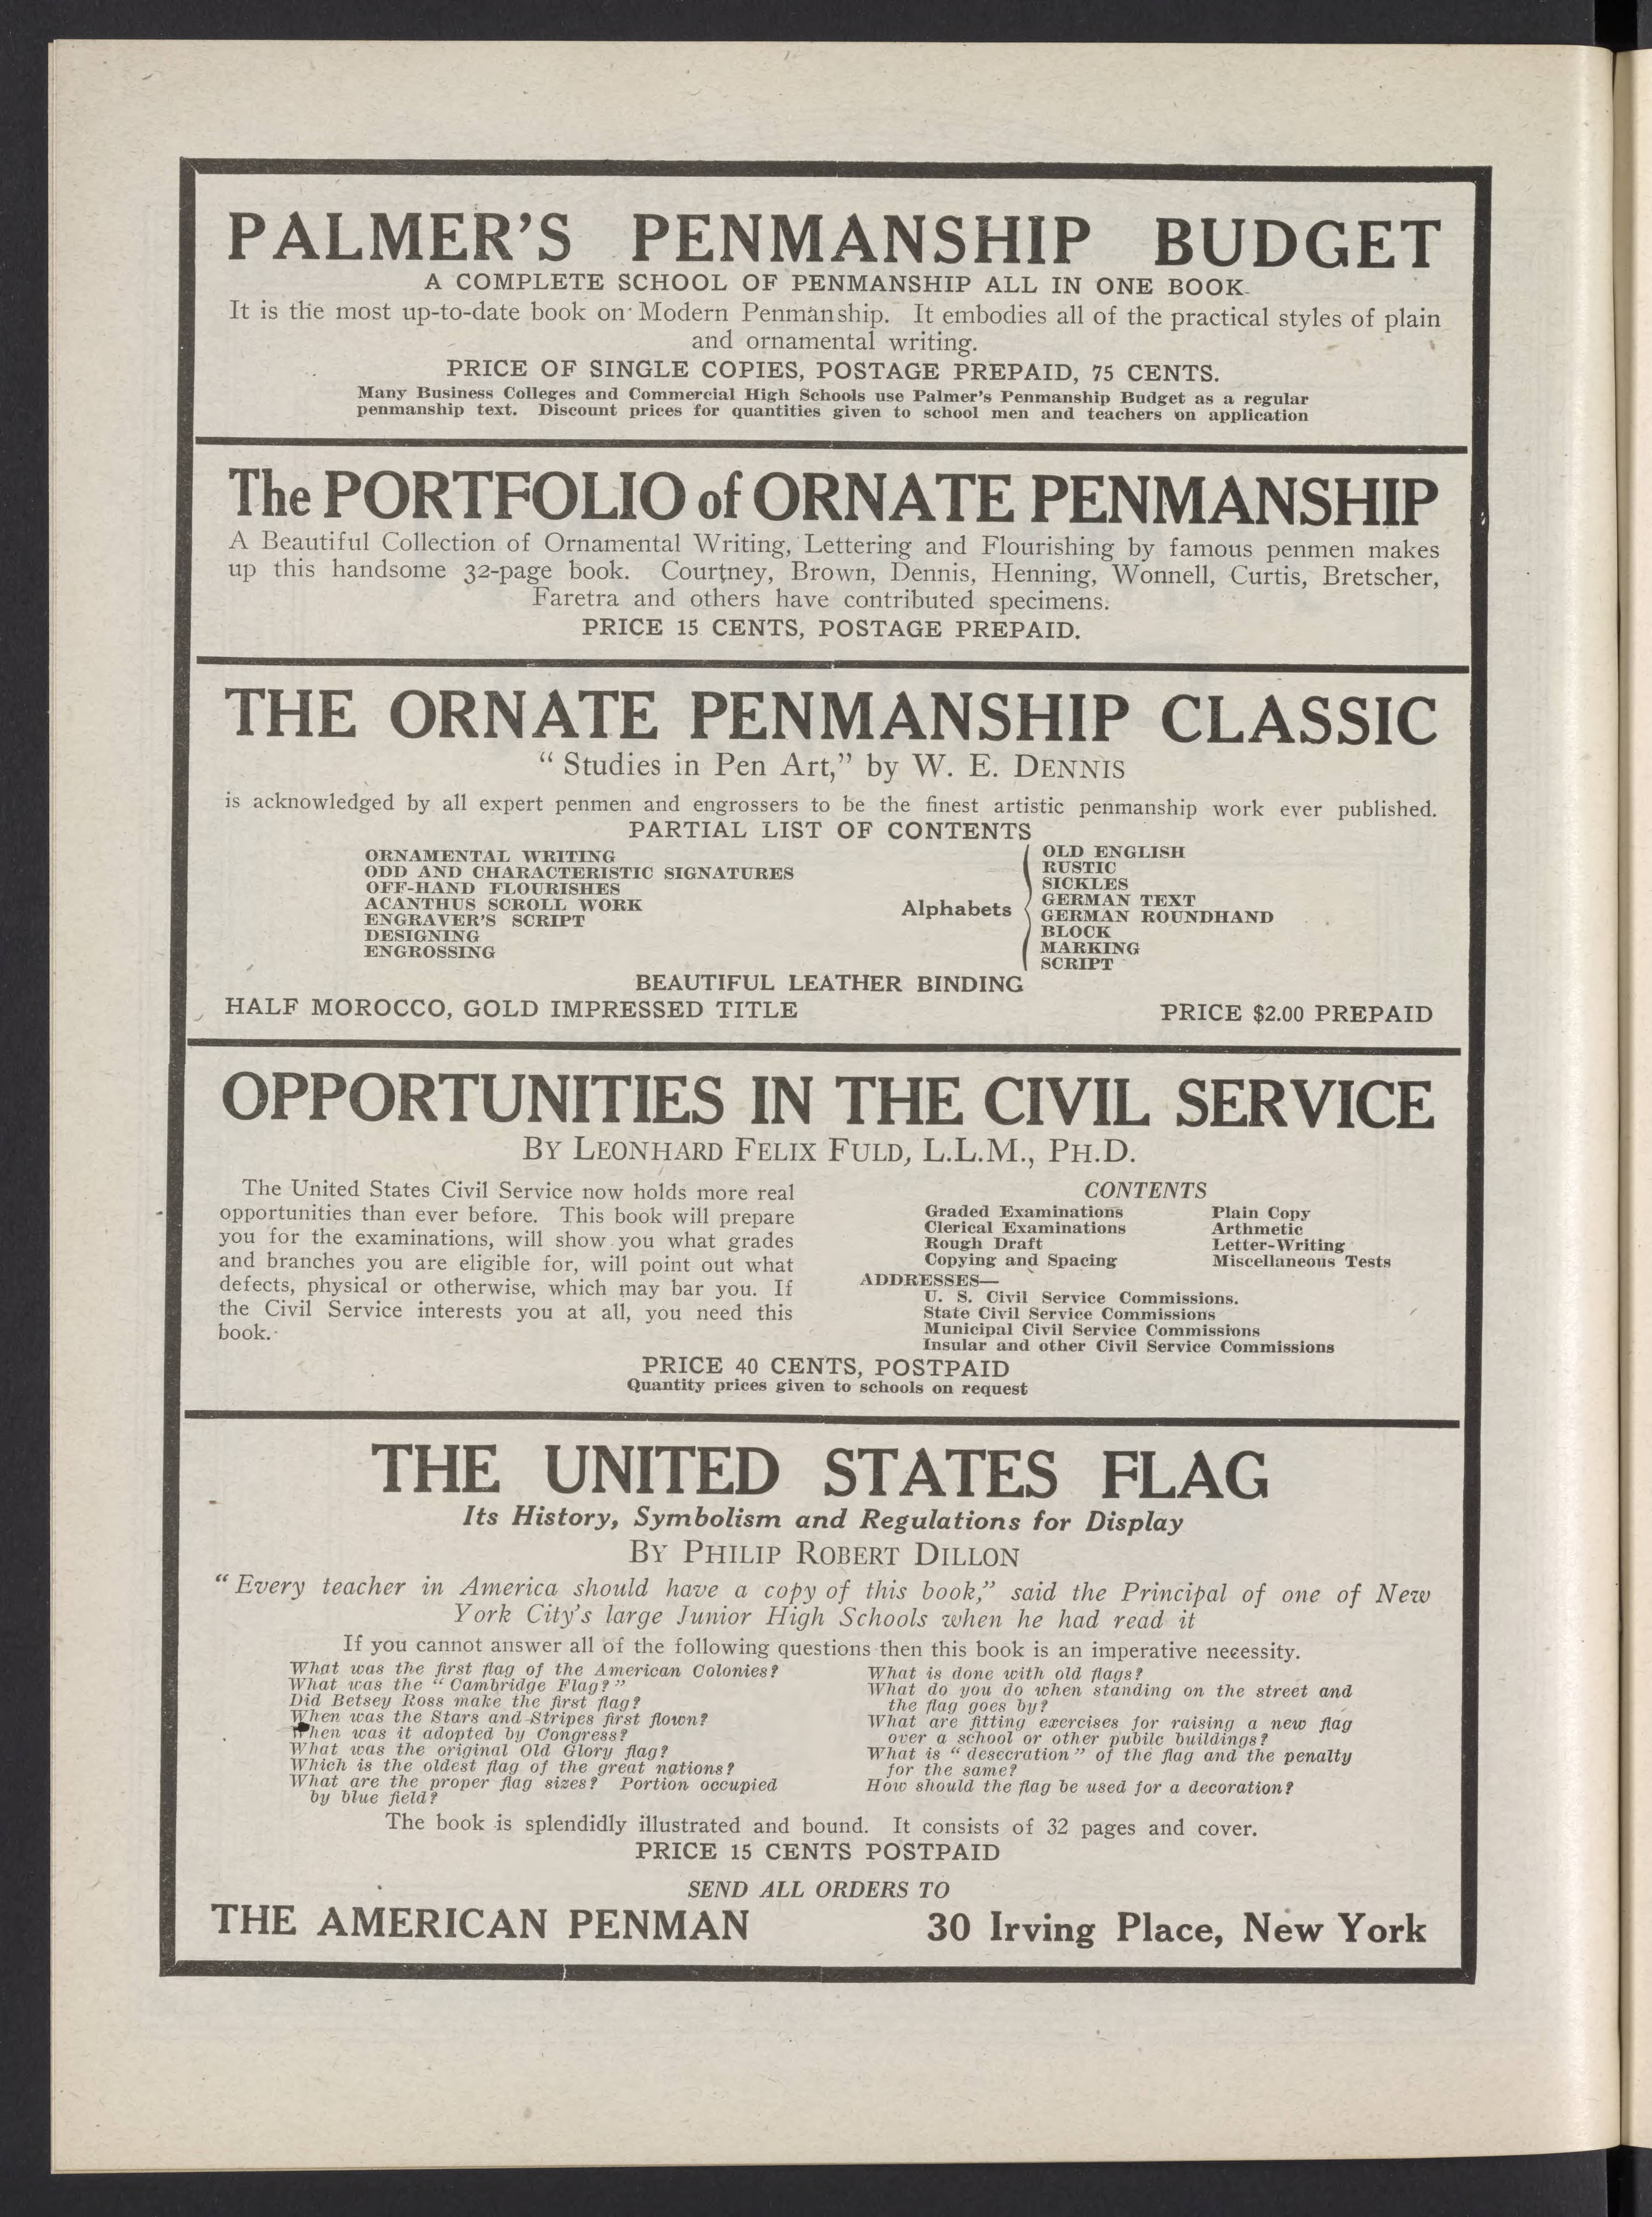 PALMER'S PENMANSHIP BUDGET
A COMPLETE SCHOOL OF PENMANSHIP ALL IN ONE BOOK
It is the most up-to-date book on Modern Penmanship. It embodies all of the practical styles of plain
and ornamental writing.
PRICE OF SINGLE COPIES, POSTAGE PREPAID, 75 CENTS.
Many Business Colleges and Commercial High Schools use Palmer's Penmanship Budget as a regular
penmanship text. Discount prices for quantities given to school men and teachers on application
The PORTFOLIO of ORNATE PENMANSHIP
A Beautiful Collection of Ornamental Writing, Lettering and Flourishing by famous penmen makes
up this handsome 32-page book. Courtney, Brown, Dennis, Henning, Wonnell, Curtis, Bretscher,
Faretra and others have contributed specimens.
PRICE 15 CENTS, POSTAGE PREPAID.
THE ORNATE PENMANSHIP CLASSIC
"Studies in Pen Art," by W. E. DENNIS
is acknowledged by all expert penmen and engrossers to be the finest artistic penmanship work ever published.
PARTIAL LIST OF CONTENTS
ORNAMENTAL WRITING
ODD AND CHARACTERISTIC SIGNATURES
OFF-HAND FLOURISHES
ACANTHUS SCROLL WORK
ENGRAVER'S SCRIPT
DESIGNING
ENGROSSING
Alphabets
OLD ENGLISH
RUSTIC
SICKLES
GERMAN TEXT
GERMAN ROUNDHAND
BLOCK
MARKING
SCRIPT
BEAUTIFUL LEATHER BINDING
HALF MOROCCO, GOLD IMPRESSED TITLE PRICE $2.00 PREPAID
OPPORTUNITIES IN THE CIVIL SERVICE
BY LEONHARD FELIX FULD, L.L.M., PH.D.
The United States Civil Service now holds more real
opportunities than ever before. This book will prepare
you for the examinations, will show you what grades
and branches you are eligible for, will point out what
defects, physical or otherwise, which may bar you. If
the Civil Service interests you at all, you need this
book.
CONTENTS
Graded Examinations Plain Copy
Clerical Examinations Arthmetic
Rough Draft Letter-Writing
Copying and Spacing Miscellaneous Tests
ADDRESSES—
U. S. Civil Service Commissions.
State Civil Service Commissions
Municipal Civil Service Commissions
Insular and other Civil Service Commissions
PRICE 40 CENTS, POSTPAID
Quantity prices given to schools on request
THE UNITED STATES FLAG
Its History, Symbolism and Regulations for Display
BY PHILIP ROBERT DILLON
"Every teacher in America should have a copy of this book," said the Principal of one of New
York City's large Junior High Schools when he had read it
If you cannot answer all of the following questions then this book is an imperative necessity.
What was the first flag of the American Colonies?
What was the "Cambridge Flag?"
Did Betsey Ross make the first flag?
When was the Stars and Stripes first flown?
When was it adopted by Congress?
What was the original Old Glory flag?
Which is the oldest flag of the great nations?
What are the proper flag sizes? Portion occupied
by blue field?
What is done with old flags?
What do you do when standing on the street and
the flag goes by?
What are fitting exercises for raising a new flag
over a school or other pubilc buildings?
What is "desecration" of the flag and the penalty
for the same?
How should the flag be used for a decoration?
The book is splendidly illustrated and bound. It consists of 32 pages and cover.
PRICE 15 CENTS POSTPAID
SEND ALL ORDERS TO
THE AMERICAN PENMAN 30 Irving Place, New York